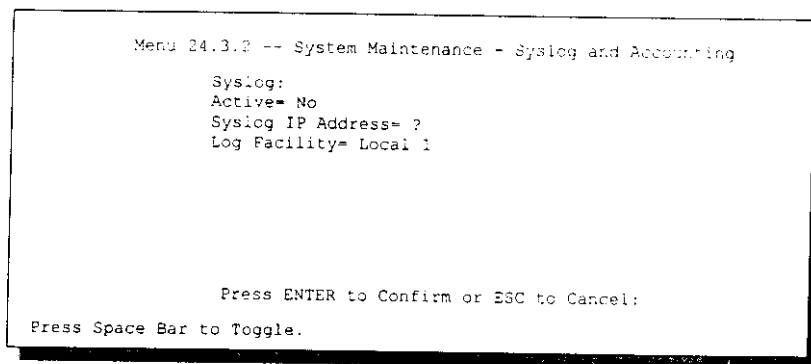 Menu 24.3.2 -- System Maintenance - Syslog and Accounting
Syslog:
Active= No
Syslog IP Address= ?
Log Facility= Local 1
Press ENTER to Confirm or ESC to Cancel:
Press Space Bar to Toggle.